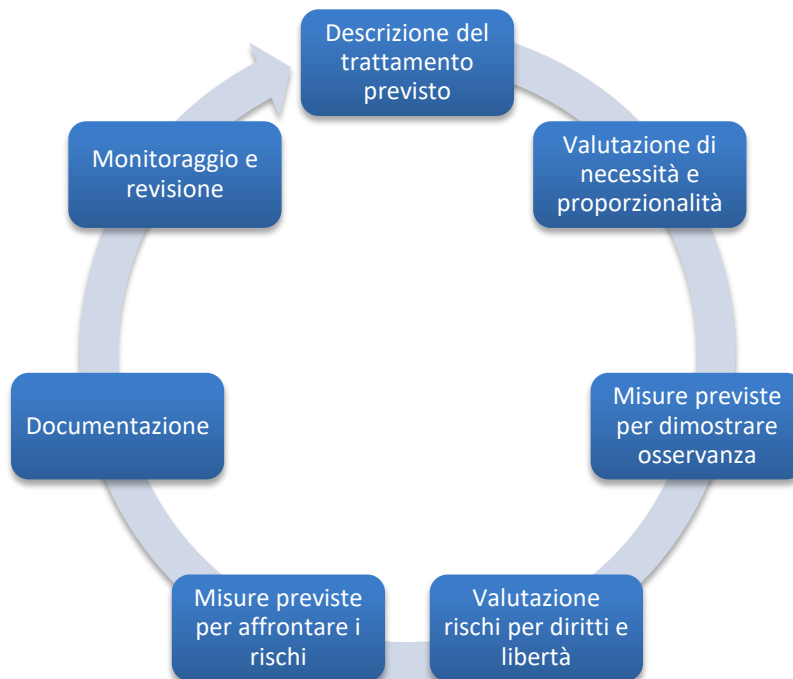 Descrizione del
trattamento
previsto
Valutazione di
necessità e
proporzionalità
Misure previste
per dimostrare
osservanza
Valutazione
rischi per diritti e
libertà
Misure previste
per affrontare i
rischi
Documentazione
Monitoraggio e
revisione